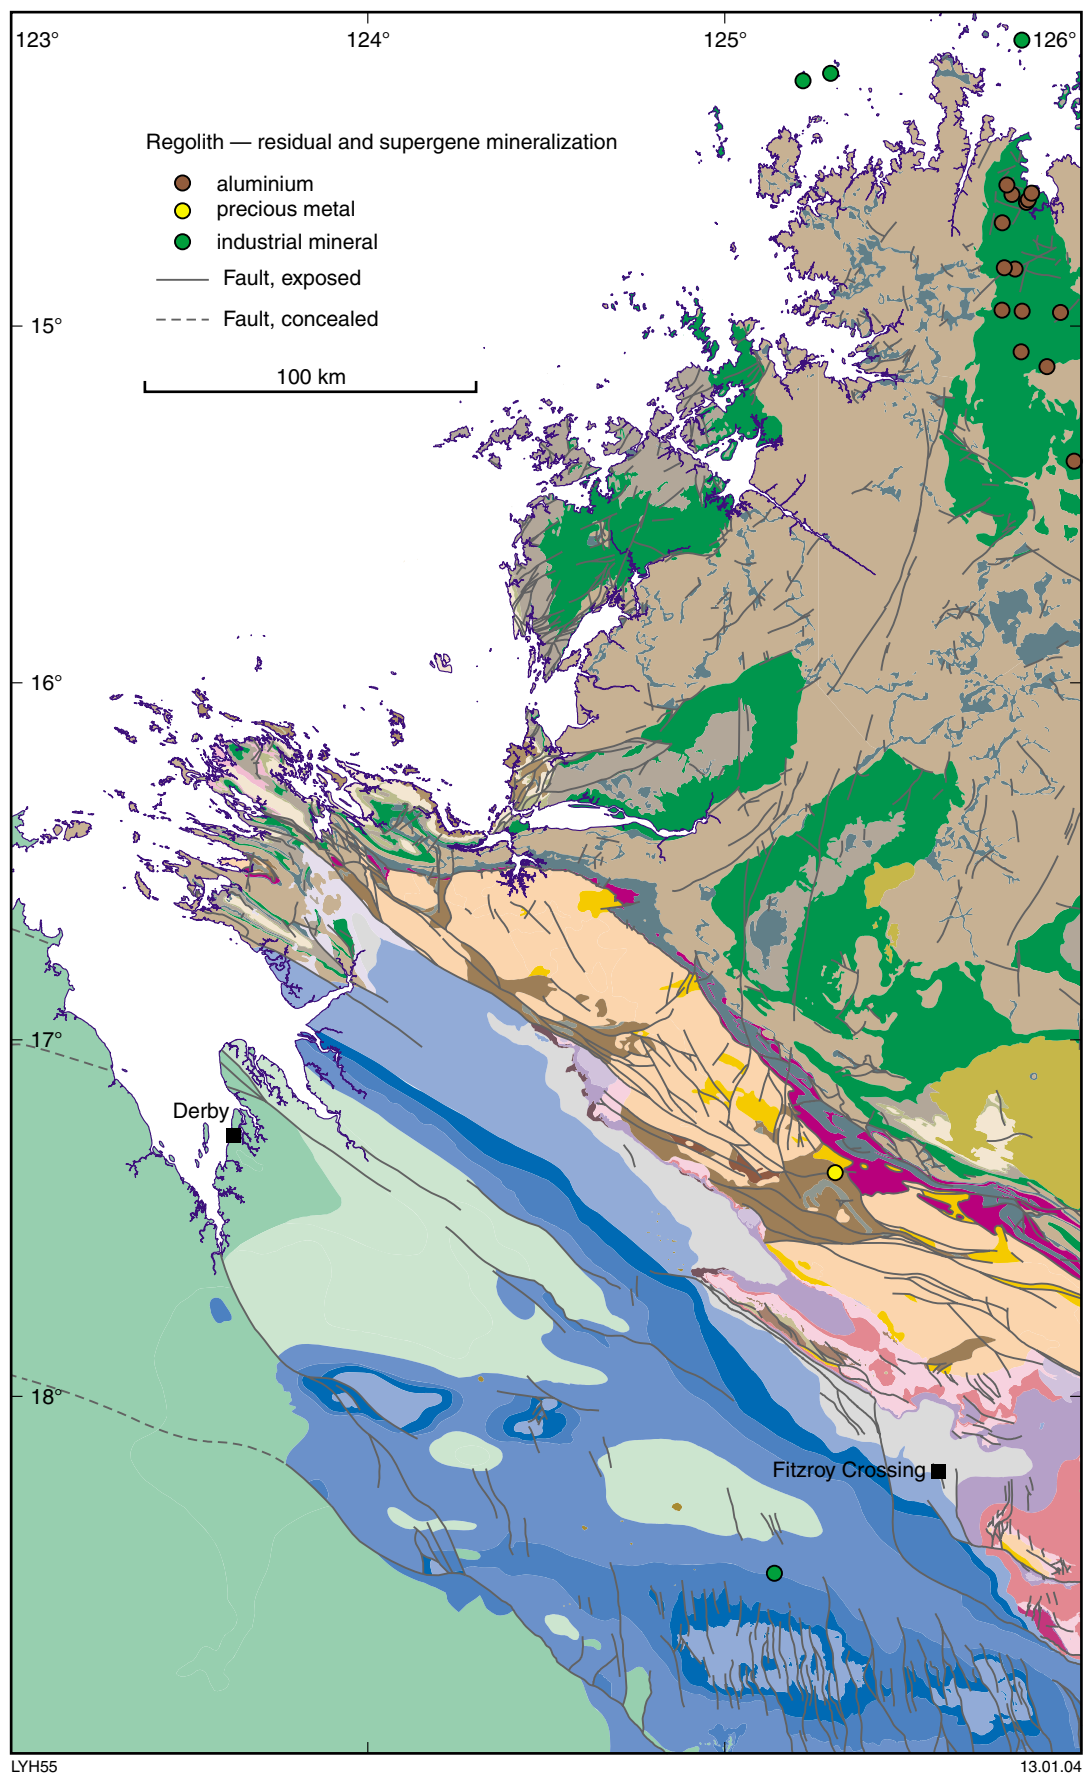 123° 124° 125° 126°
Regolith — residual and supergene mineralization
aluminium
precious metal
industrial mineral
Fault, exposed
15°
Fault, concealed
100 km
16°
17°
Derby
18°
Fitzroy Crossing
LYH55 13.01.04